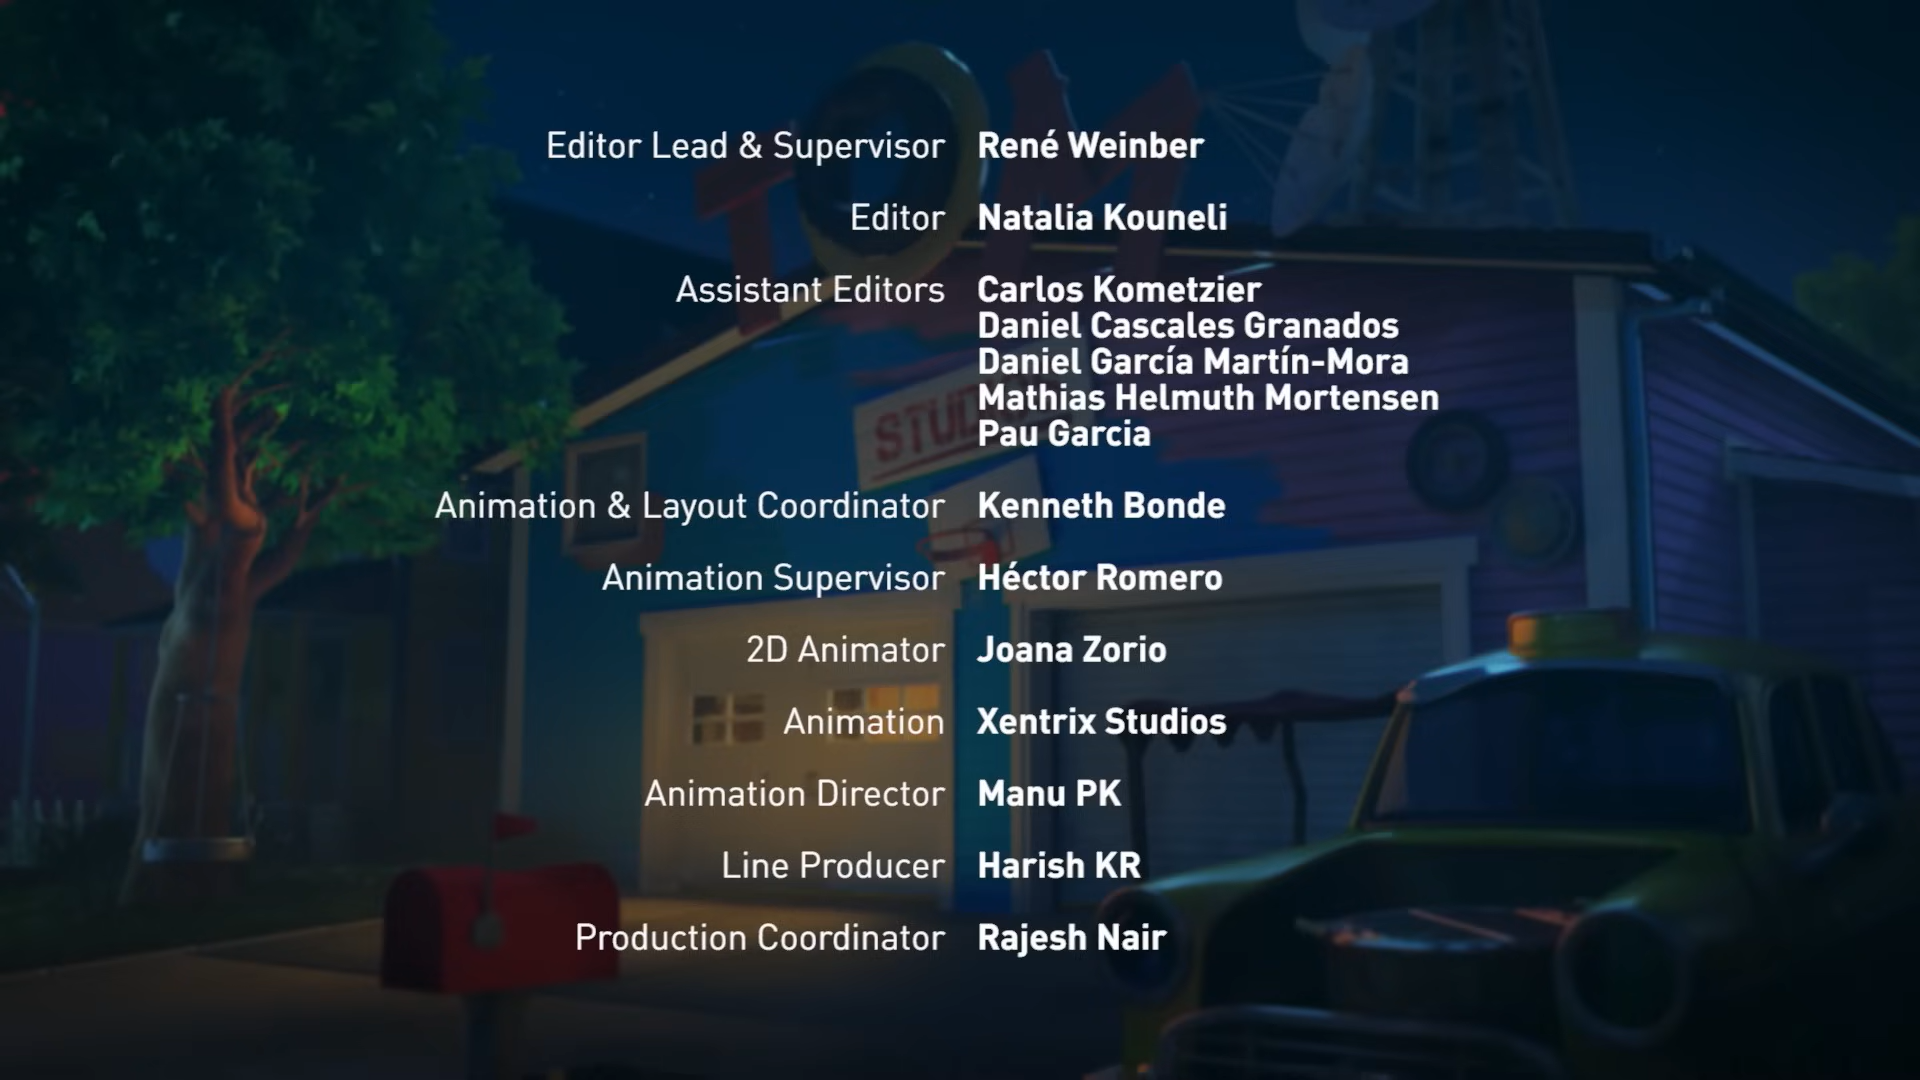 TOM
STUDIOS
Editor Lead & Supervisor René Weinber
Editor Natalia Kouneli
Assistant Editors Carlos Kometzier
Daniel Cascales Granados
Daniel García Martín-Mora
Mathias Helmuth Mortensen
Pau Garcia
Animation & Layout Coordinator Kenneth Bonde
Animation Supervisor Héctor Romero
2D Animator Joana Zorio
Animation Xentrix Studios
Animation Director Manu PK
Line Producer Harish KR
Production Coordinator Rajesh Nair